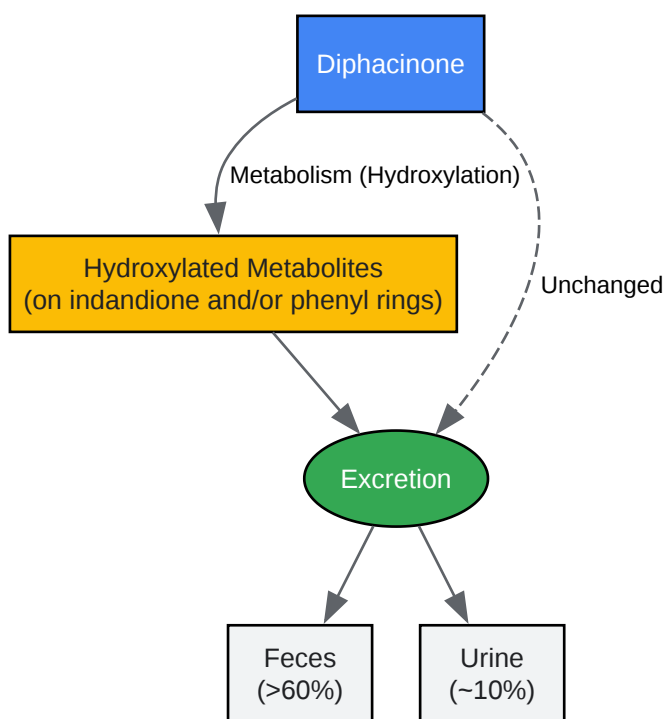 Diphacinone
Metabolism (Hydroxylation)
Hydroxylated Metabolites
(on indandione and/or phenyl rings)
Unchanged
Excretion
Feces
(>60%)
Urine
(~10%)